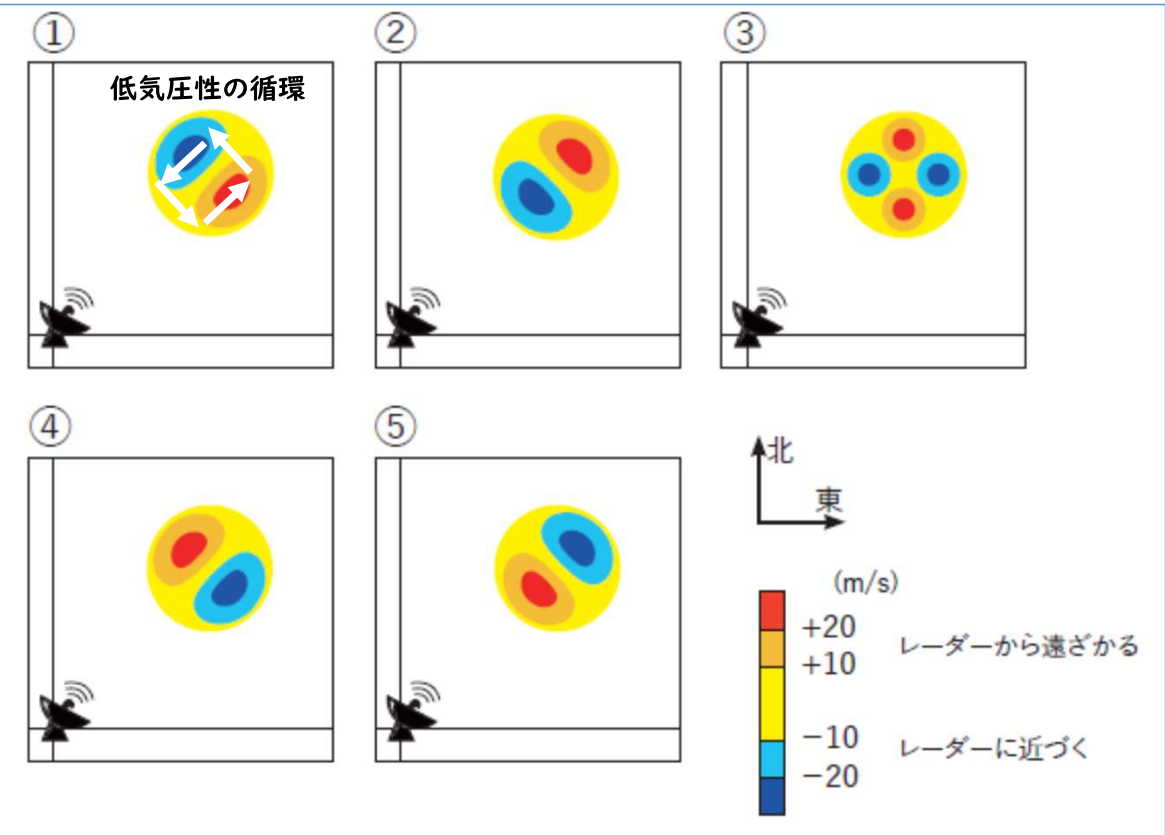 ①
②
③
低気圧性の循環
④
⑤
北
東
(m/s)
+20
+10
レーダーから遠ざかる
−10
−20
レーダーに近づく